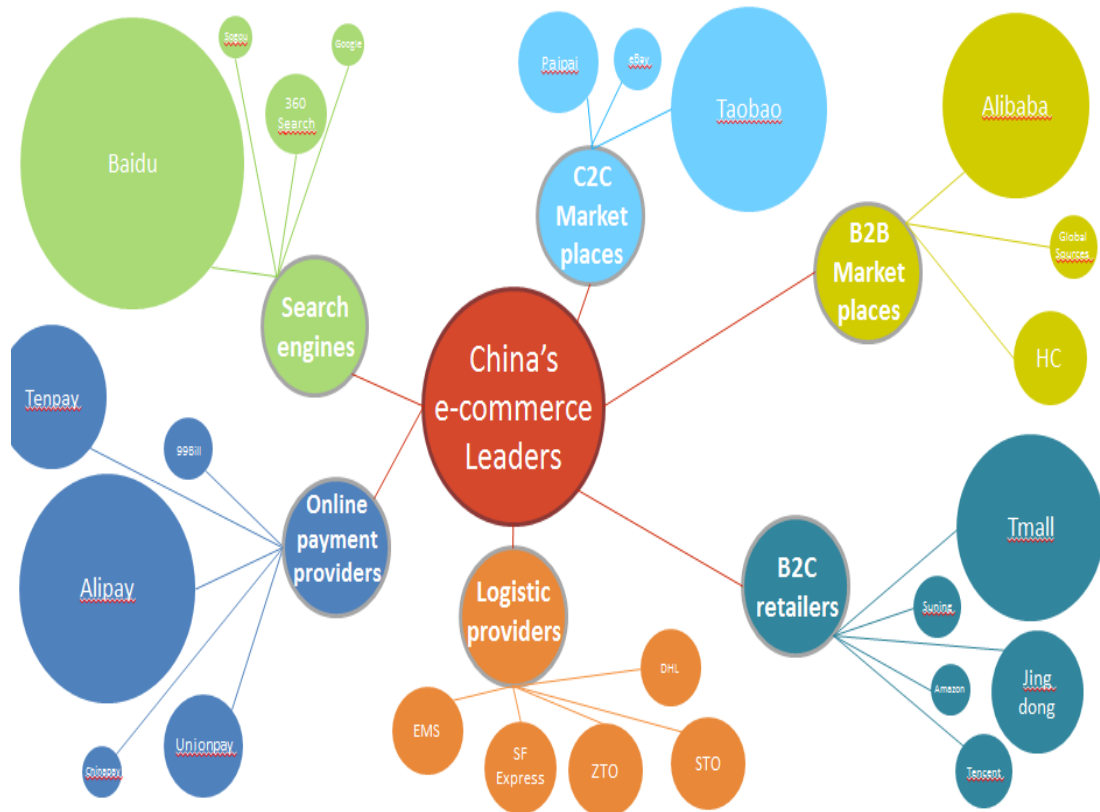 Sogou
Google
360
Search
Baidu
Search
engines
Paipai
eBay
Taobao
C2C
Market
places
Alibaba
B2B
Market
places
Global
Sources
HC
China's
e-commerce
Leaders
Tenpay
99Bill
Online
payment
providers
Alipay
Unionpay
Chinapay
Logistic
providers
DHL
EMS
SF
Express
ZTO
STO
B2C
retailers
Tmall
Suning
Jing
dong
Amazon
Tencent